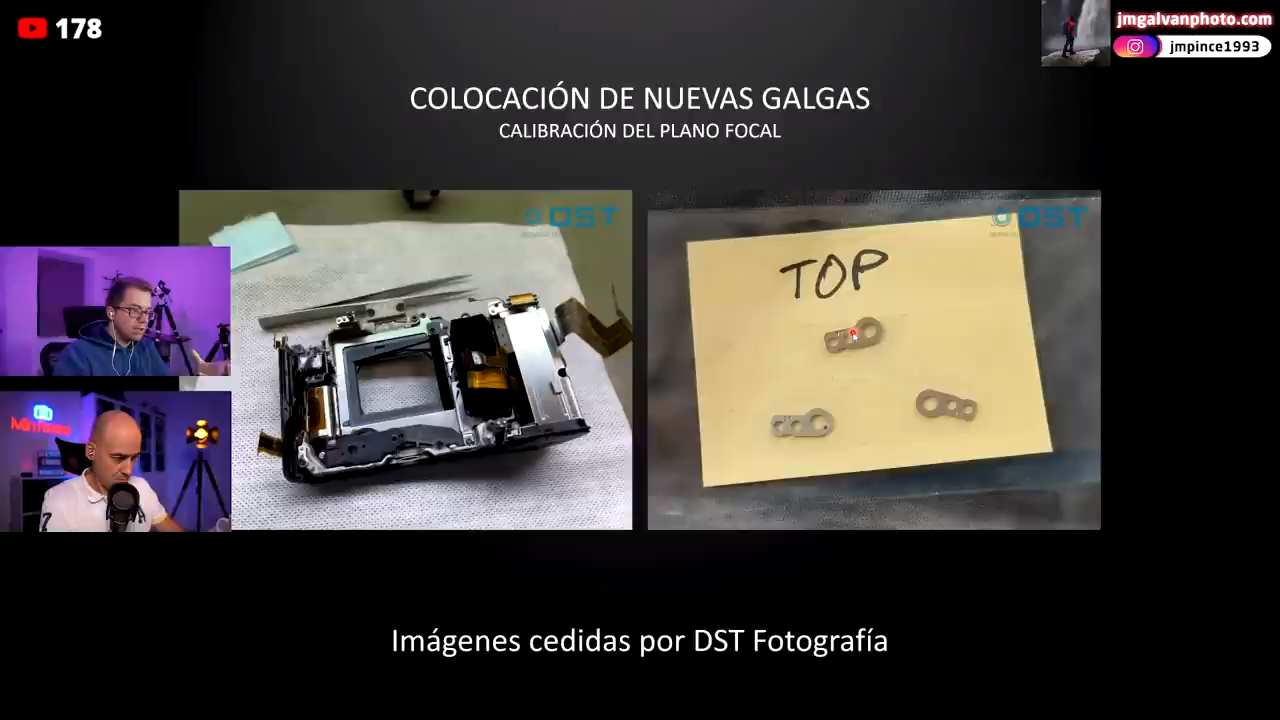 178
jmgalvanphoto.com
jmpince1993
COLOCACIÓN DE NUEVAS GALGAS
CALIBRACIÓN DEL PLANO FOCAL
DST
DST
TOP
Imágenes cedidas por DST Fotografía